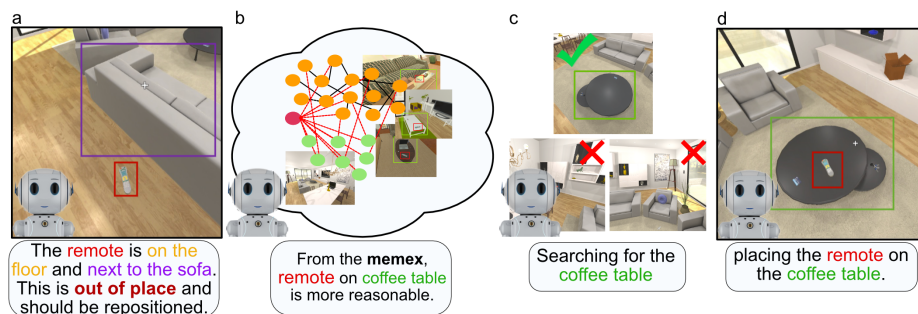 a
b
c
d
The remote is on the
floor and next to the sofa.
This is out of place and
should be repositioned.
From the memex,
remote on coffee table
is more reasonable.
Searching for the
coffee table
placing the remote on
the coffee table.